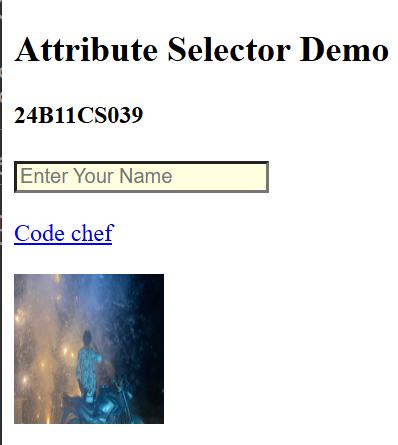 Attribute Selector Demo
24B11CS039
Enter Your Name
Code chef